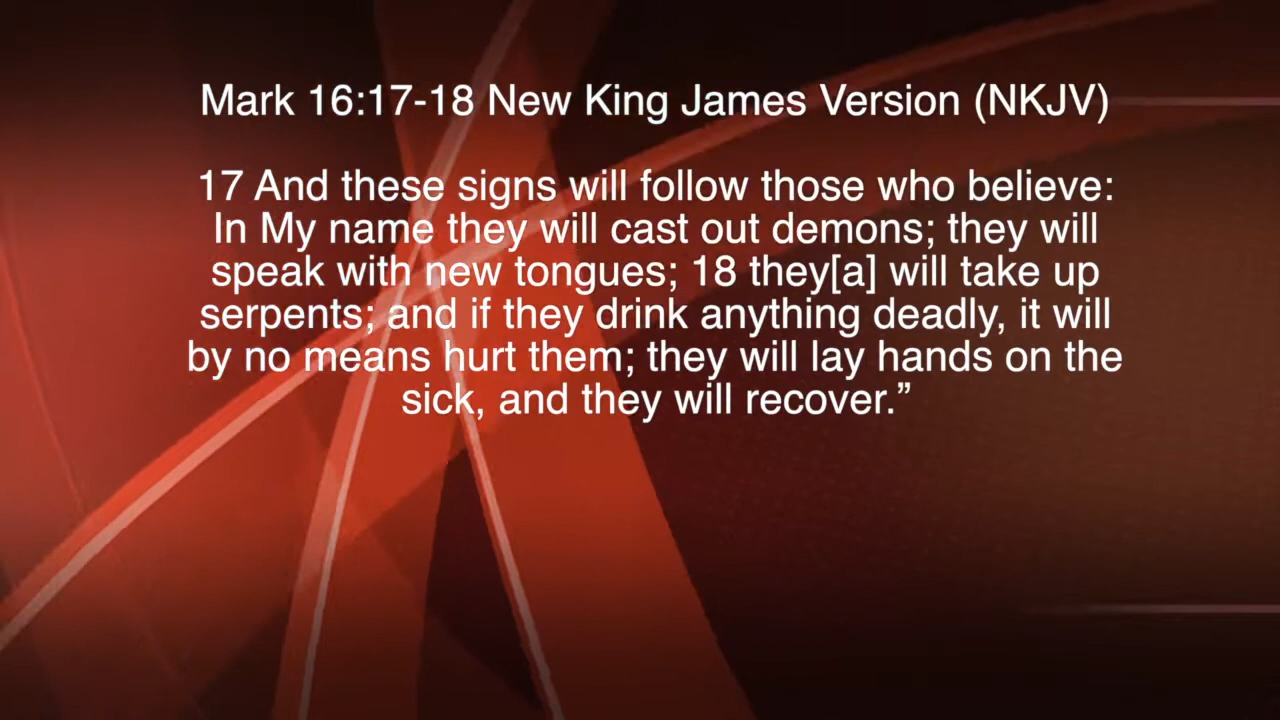 Mark 16:17-18 New King James Version (NKJV)
17 And these signs will follow those who believe:
In My name they will cast out demons; they will
speak with new tongues; 18 they[a] will take up
serpents; and if they drink anything deadly, it will
by no means hurt them; they will lay hands on the
sick, and they will recover.”